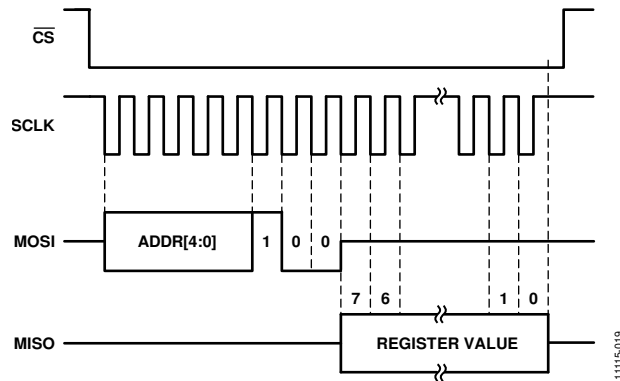 CS
SCLK
MOSI
ADDR[4:0] 1 0 0
7 6 1 0
MISO
REGISTER VALUE
11115-019